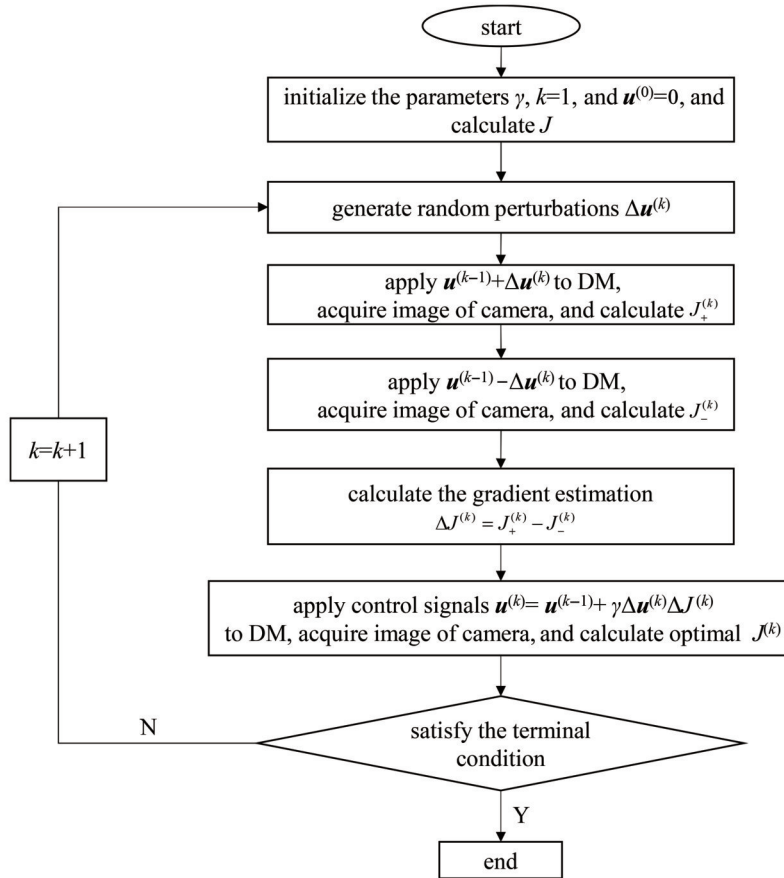 start
initialize the parameters γ, k=1, and u⁽⁰⁾=0, and
calculate J
generate random perturbations Δu⁽ᵏ⁾
apply u⁽ᵏ⁻¹⁾+Δu⁽ᵏ⁾ to DM,
acquire image of camera, and calculate J₊⁽ᵏ⁾
apply u⁽ᵏ⁻¹⁾−Δu⁽ᵏ⁾ to DM,
acquire image of camera, and calculate J₋⁽ᵏ⁾
k=k+1
calculate the gradient estimation
ΔJ⁽ᵏ⁾ = J₊⁽ᵏ⁾ − J₋⁽ᵏ⁾
apply control signals u⁽ᵏ⁾= u⁽ᵏ⁻¹⁾+ γΔu⁽ᵏ⁾ΔJ⁽ᵏ⁾
to DM, acquire image of camera, and calculate optimal J⁽ᵏ⁾
N
satisfy the terminal
condition
Y
end